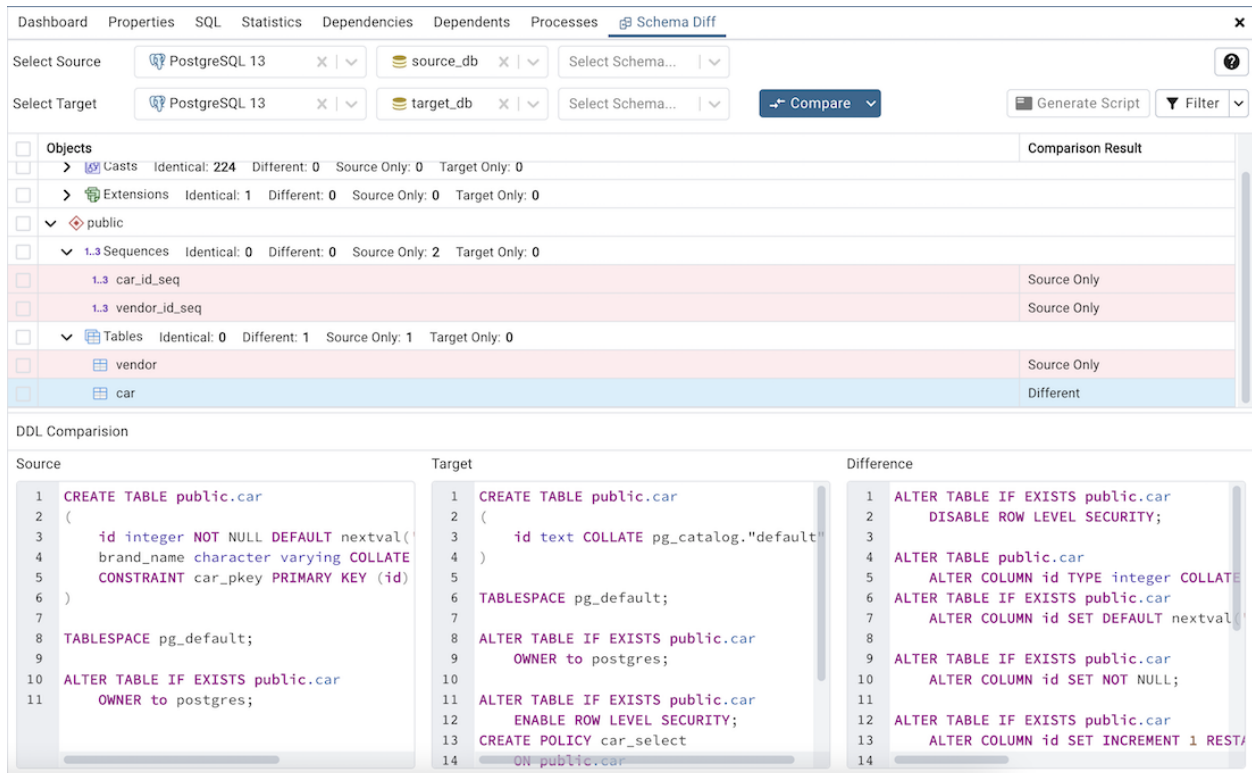 Dashboard Properties SQL Statistics Dependencies Dependents Processes Schema Diff
Select Source PostgreSQL 13 source_db Select Schema...
Select Target PostgreSQL 13 target_db Select Schema... Compare Generate Script Filter
Objects Comparison Result
Casts Identical: 224 Different: 0 Source Only: 0 Target Only: 0
Extensions Identical: 1 Different: 0 Source Only: 0 Target Only: 0
public
1..3 Sequences Identical: 0 Different: 0 Source Only: 2 Target Only: 0
1..3 car_id_seq Source Only
1..3 vendor_id_seq Source Only
Tables Identical: 0 Different: 1 Source Only: 1 Target Only: 0
vendor Source Only
car Different
DDL Comparision
Source
1 CREATE TABLE public.car
2 (
3 id integer NOT NULL DEFAULT nextval('
4 brand_name character varying COLLATE
5 CONSTRAINT car_pkey PRIMARY KEY (id)
6 )
7
8 TABLESPACE pg_default;
9
10 ALTER TABLE IF EXISTS public.car
11 OWNER to postgres;
Target
1 CREATE TABLE public.car
2 (
3 id text COLLATE pg_catalog."default"
4 )
5
6 TABLESPACE pg_default;
7
8 ALTER TABLE IF EXISTS public.car
9 OWNER to postgres;
10
11 ALTER TABLE IF EXISTS public.car
12 ENABLE ROW LEVEL SECURITY;
13 CREATE POLICY car_select
14 ON public.car
Difference
1 ALTER TABLE IF EXISTS public.car
2 DISABLE ROW LEVEL SECURITY;
3
4 ALTER TABLE public.car
5 ALTER COLUMN id TYPE integer COLLATE
6 ALTER TABLE IF EXISTS public.car
7 ALTER COLUMN id SET DEFAULT nextval('
8
9 ALTER TABLE IF EXISTS public.car
10 ALTER COLUMN id SET NOT NULL;
11
12 ALTER TABLE IF EXISTS public.car
13 ALTER COLUMN id SET INCREMENT 1 RESTA
14